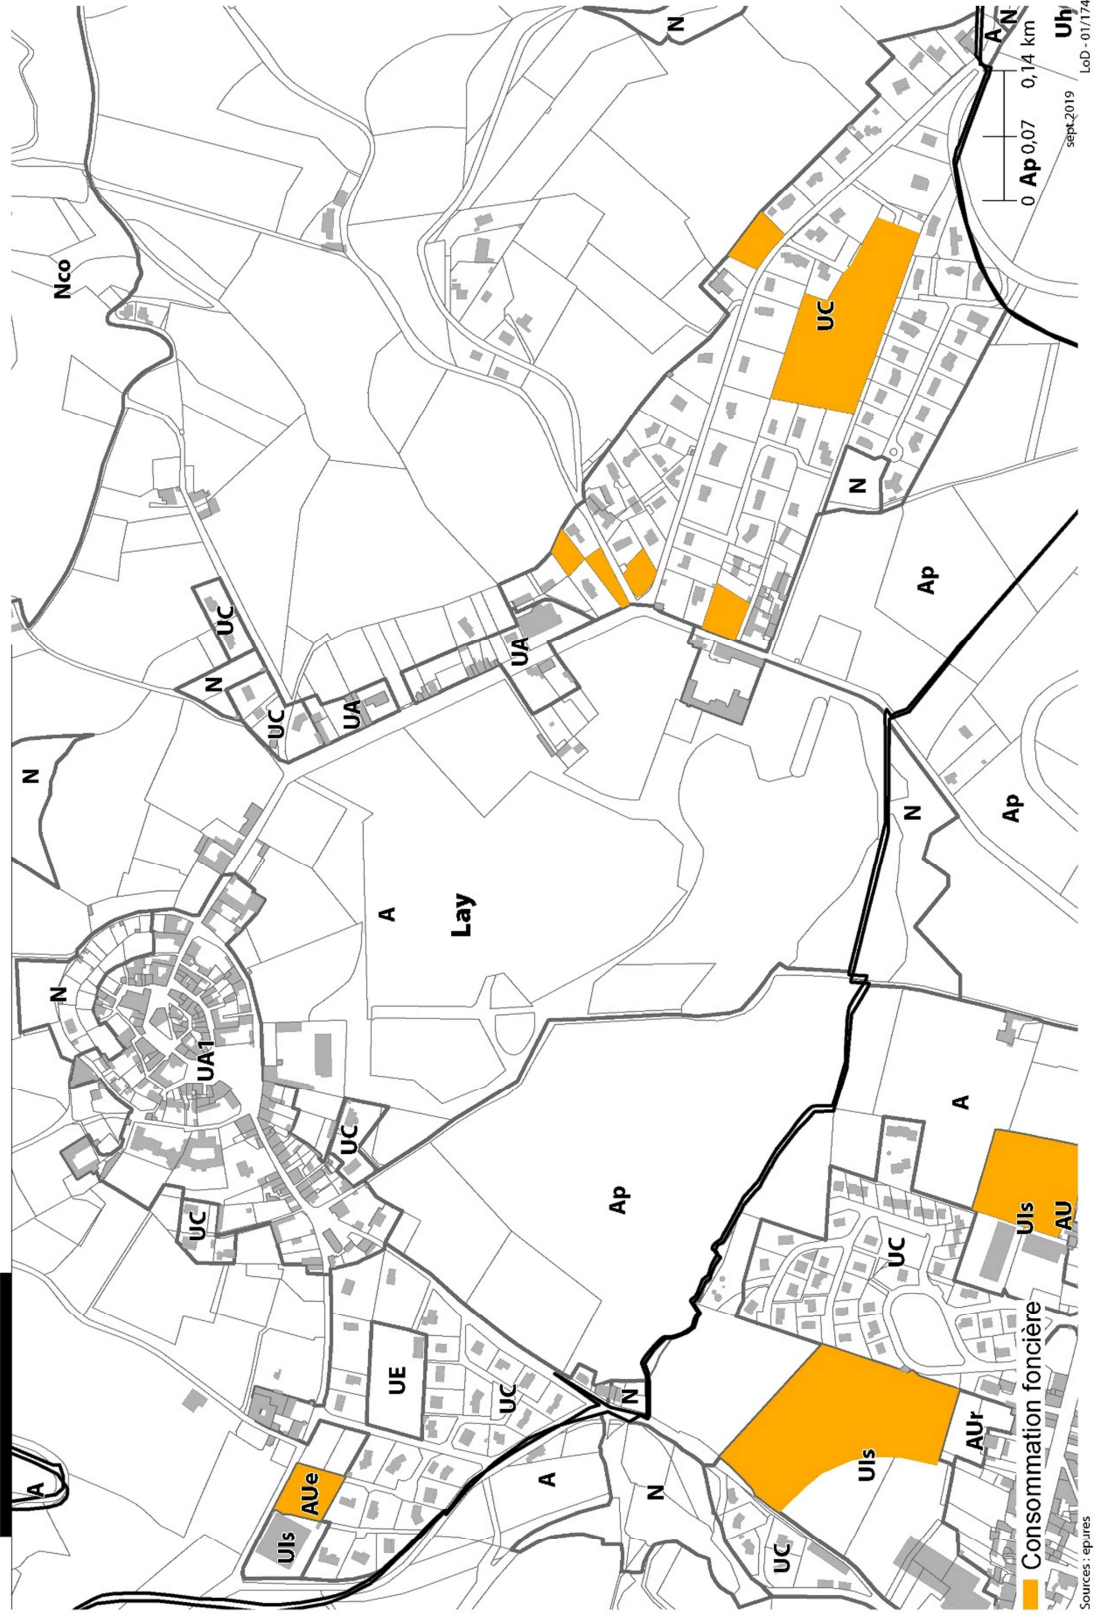 A
N
N
Nco
UC
UA1
N
UC
UIs
AUe
UC
UC
UA
UE
A
Lay
UC
UA
A
Ap
N
N
N
UC
UC
UIs
N
UC
N
Ap
AUr
A
A
N
Ap
UIs
AU
Ap
Uh
0 0,07 0,14 km
Consommation foncière
sept.2019
Sources : epures
LoD - 01/174